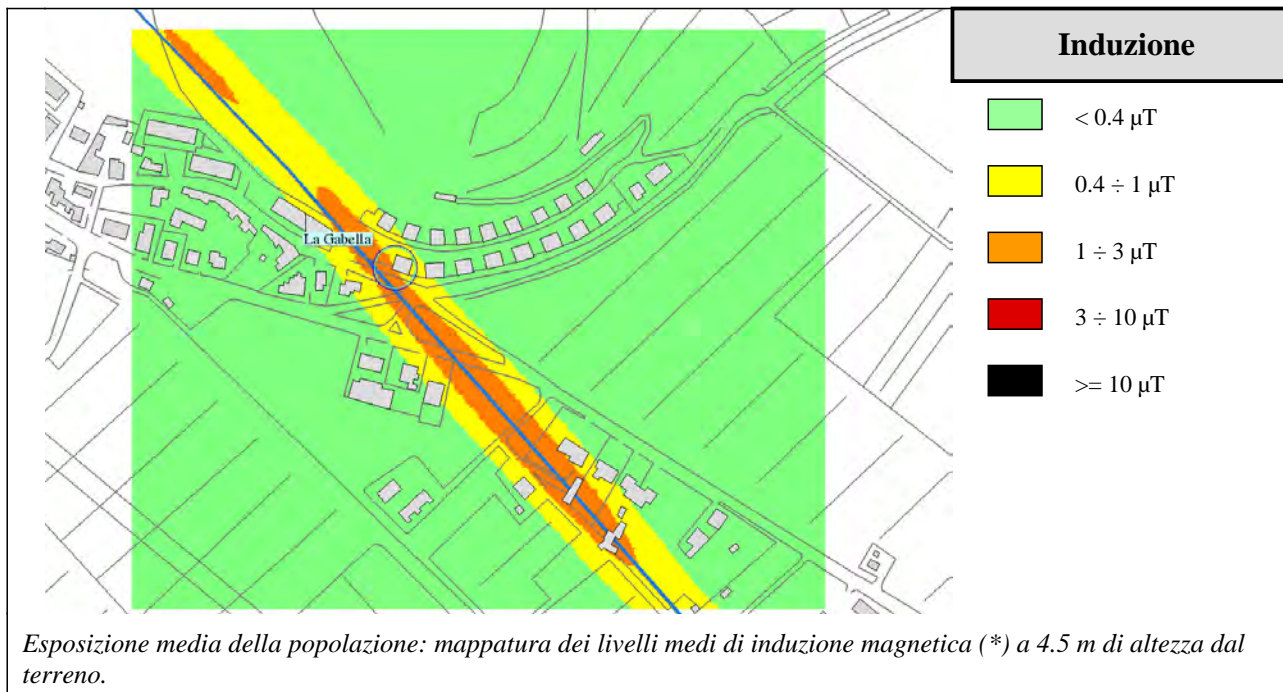 Induzione
< 0.4 µT
0.4 ÷ 1 µT
1 ÷ 3 µT
3 ÷ 10 µT
>= 10 µT
La Gabella
Esposizione media della popolazione: mappatura dei livelli medi di induzione magnetica (*) a 4.5 m di altezza dal
terreno.